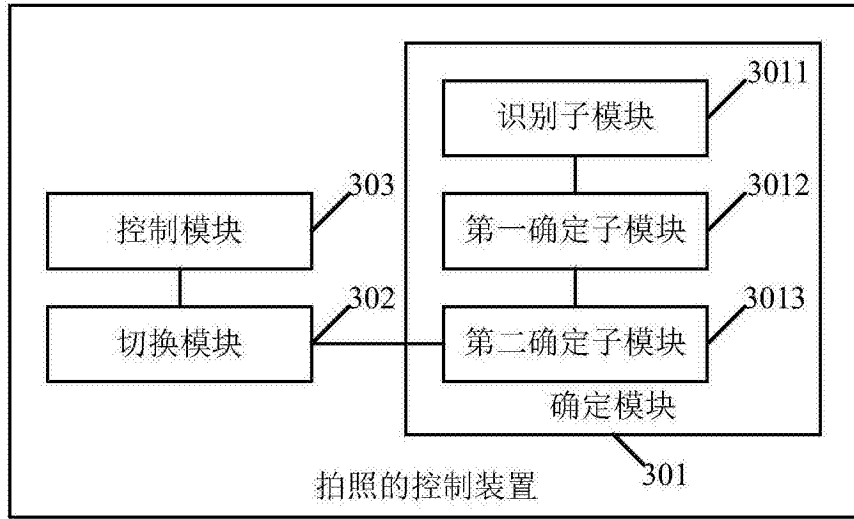 3011
识别子模块
303
3012
控制模块
第一确定子模块
302
3013
切换模块
第二确定子模块
确定模块
301
拍照的控制装置